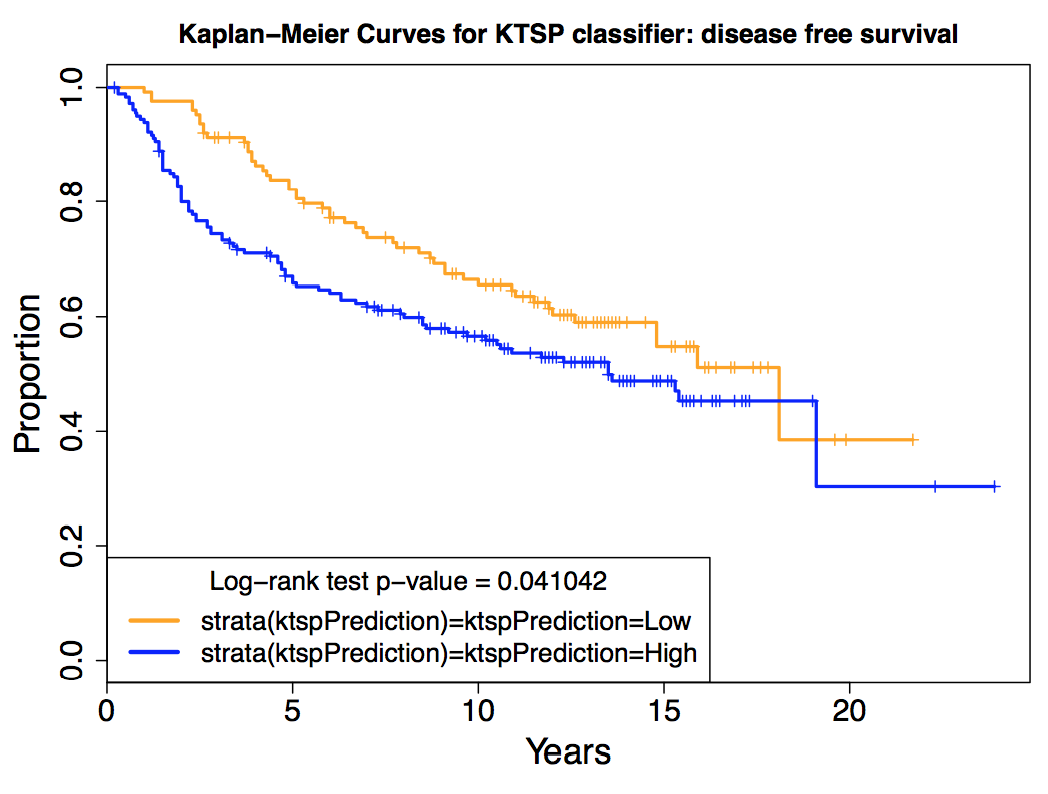 Kaplan−Meier Curves for KTSP classifier: disease free survival
1.0
0.8
0.6
0.4
0.2
0.0
Proportion
Log−rank test p−value = 0.041042
strata(ktspPrediction)=ktspPrediction=Low
strata(ktspPrediction)=ktspPrediction=High
0 5 10 15 20
Years